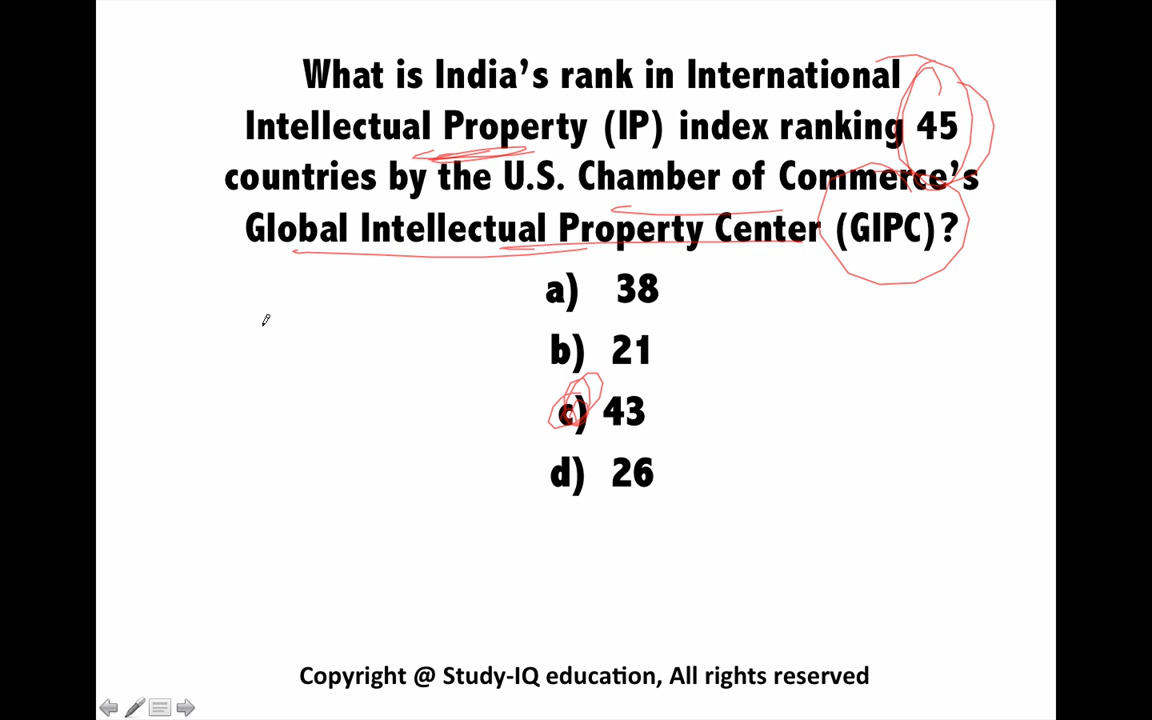 What is India’s rank in International
Intellectual Property (IP) index ranking 45
countries by the U.S. Chamber of Commerce’s
Global Intellectual Property Center (GIPC)?
a) 38
b) 21
c) 43
d) 26
Copyright @ Study-IQ education, All rights reserved